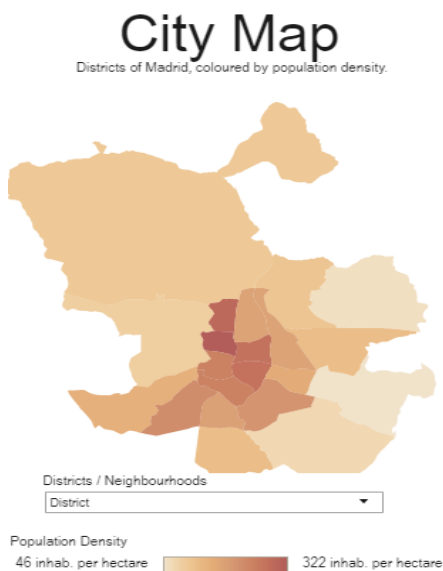 City Map
Districts of Madrid, coloured by population density.
Districts / Neighbourhoods
District
Population Density
46 inhab. per hectare 322 inhab. per hectare